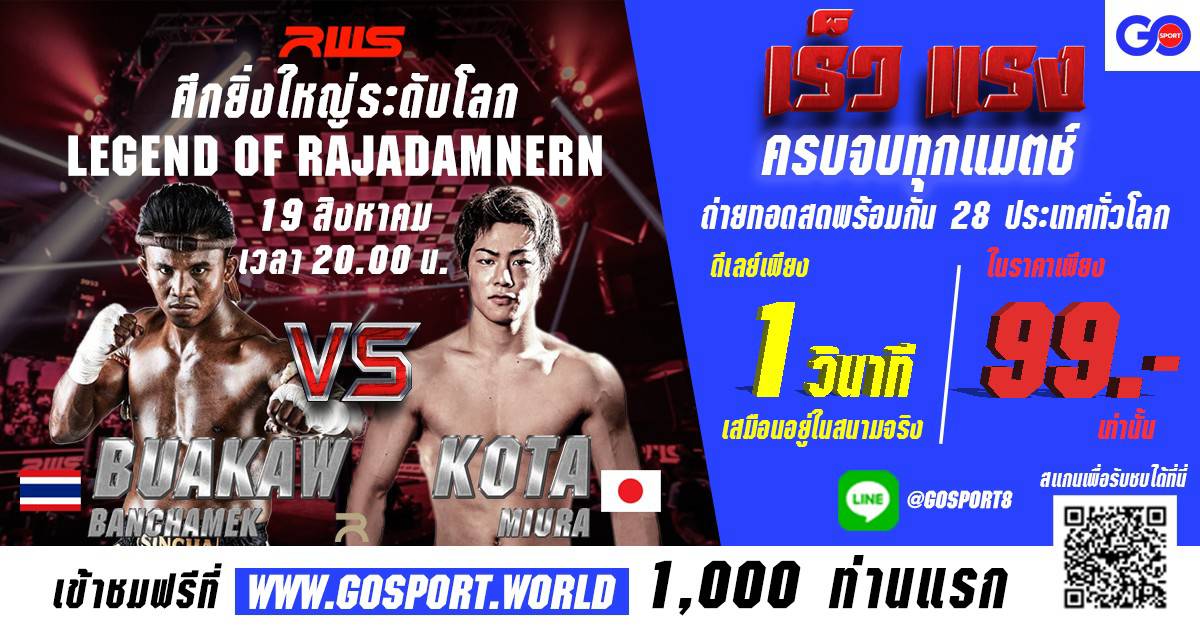 RWS
ศึกยิ่งใหญ่ระดับโลก
LEGEND OF RAJADAMNERN
19 สิงหาคม
เวลา 20.00 น.
VS
BUAKAW
BANCHAMEK
SINGHA
KOTA
MIURA
GO SPORT
เร็ว แรง
ครบจบทุกแมตช์
ถ่ายทอดสดพร้อมกัน 28 ประเทศทั่วโลก
ดีเลย์เพียง
1 วินาที
เสมือนอยู่ในสนามจริง
ในราคาเพียง
99.-
เท่านั้น
LINE @GOSPORT8
สแกนเพื่อรับชมได้ที่นี่
เข้าชมฟรีที่ WWW.GOSPORT.WORLD 1,000 ท่านแรก